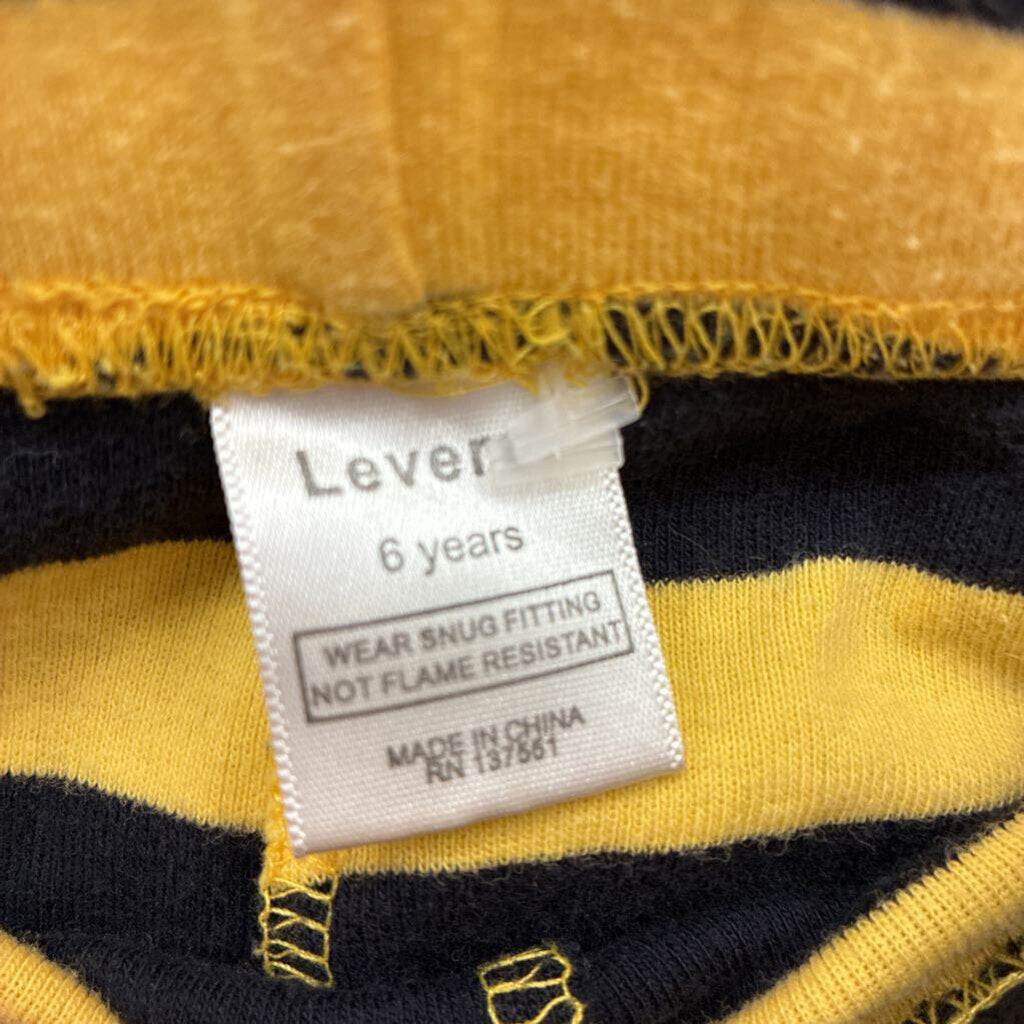 Lever
6 years
WEAR SNUG FITTING
NOT FLAME RESISTANT
MADE IN CHINA
RN 137561